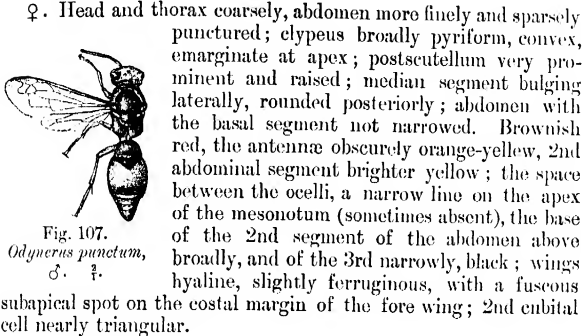 ♀. Head and thorax coarsely, abdomen more finely and sparsely
punctured; clypeus broadly pyriform, convex,
emarginate at apex; postscutellum very pro-
minent and raised; median segment bulging
laterally, rounded posteriorly; abdomen with
the basal segment not narrowed. Brownish
red, the antennæ obscurely orange-yellow, 2nd
abdominal segment brighter yellow; the space
between the ocelli, a narrow line on the apex
of the mesonotum (sometimes absent), the base
of the 2nd segment of the abdomen above
broadly, and of the 3rd narrowly, black; wings
hyaline, slightly ferruginous, with a fuscous
Fig. 107.
Odynerus punctum,
♂. 2/1.
subapical spot on the costal margin of the fore wing; 2nd cubital
cell nearly triangular.